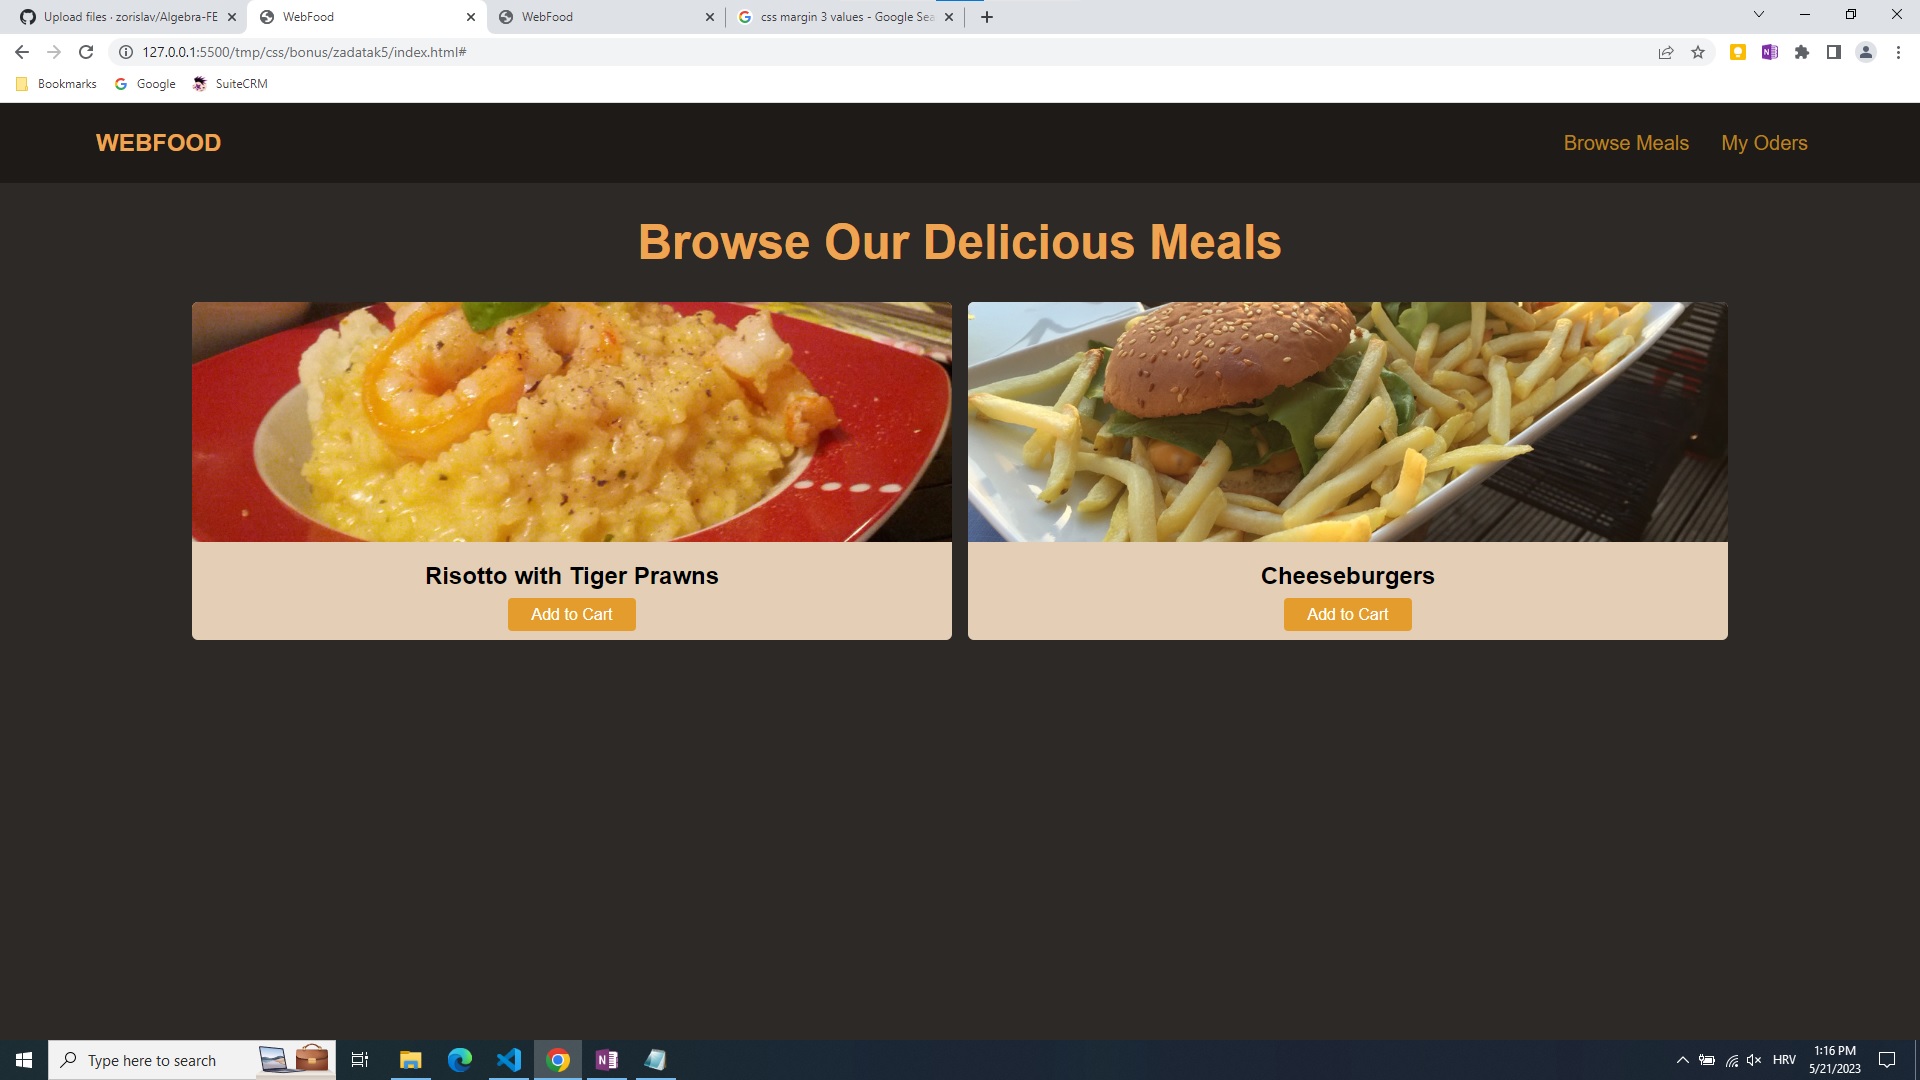 Upload files · zorislav/Algebra-FE
WebFood
WebFood
css margin 3 values - Google Sea
127.0.0.1:5500/tmp/css/bonus/zadatak5/index.html#
Bookmarks
Google
SuiteCRM
WEBFOOD
Browse Meals
My Oders
Browse Our Delicious Meals
Risotto with Tiger Prawns
Add to Cart
Cheeseburgers
Add to Cart
Type here to search
HRV
1:16 PM
5/21/2023